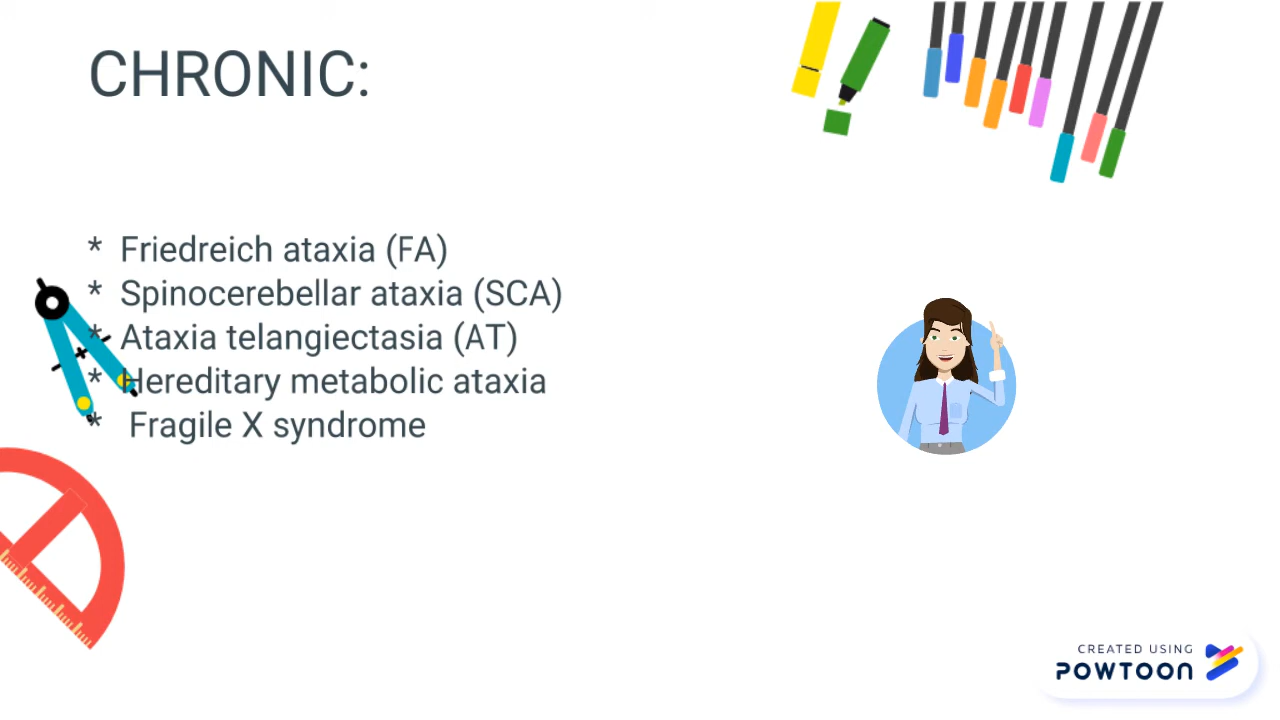 CHRONIC:
* Friedreich ataxia (FA)
* Spinocerebellar ataxia (SCA)
* Ataxia telangiectasia (AT)
* Hereditary metabolic ataxia
* Fragile X syndrome
CREATED USING
POWTOON